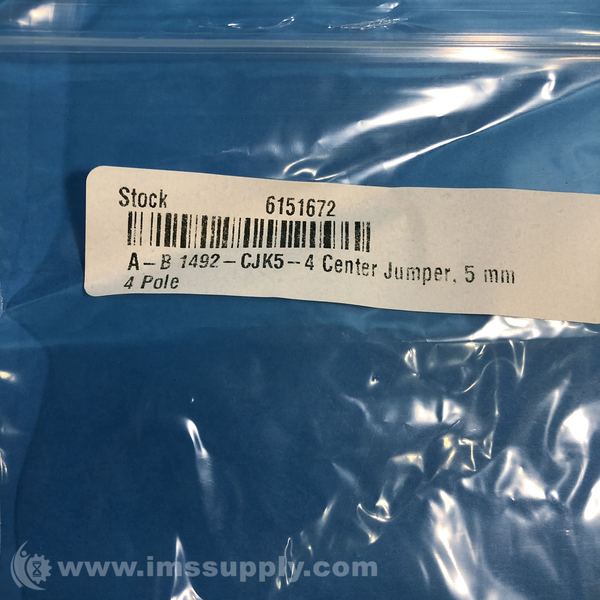 Stock 6151672
A-B 1492-CJK5-4 Center Jumper, 5 mm
4 Pole
www.imssupply.com